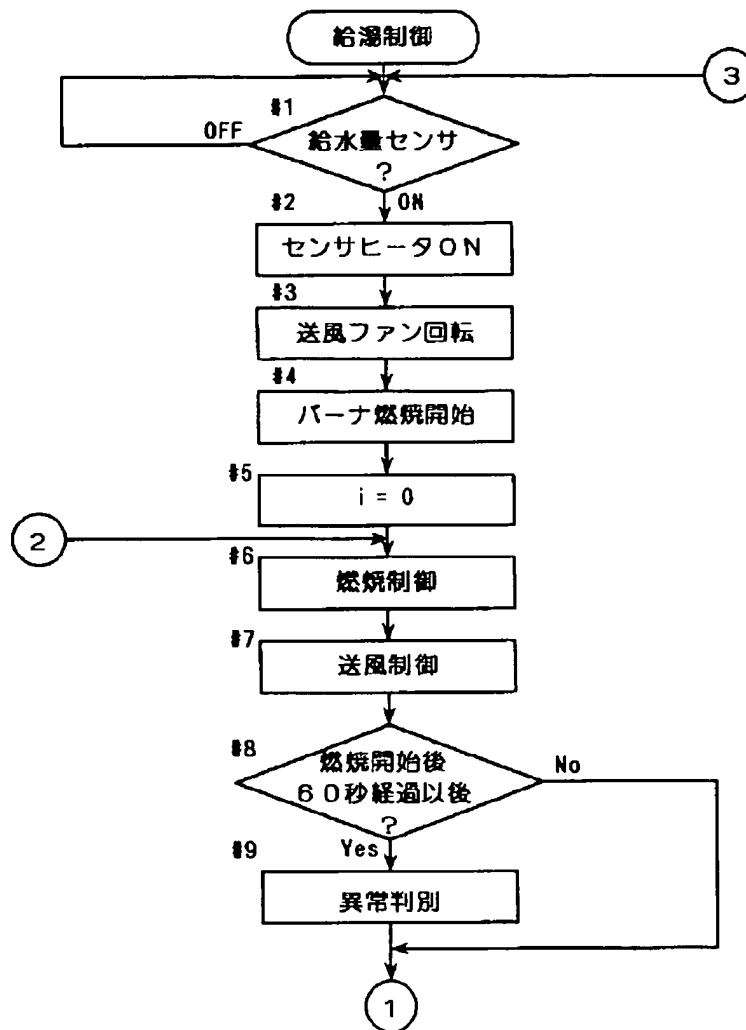 給湯制御
3
#1
OFF
給水量センサ
?
ON
#2
センサヒータON
#3
送風ファン回転
#4
バーナ燃焼開始
#5
i = 0
2
#6
燃焼制御
#7
送風制御
#8
燃焼開始後
60秒経過以後
?
No
Yes
#9
異常判別
1